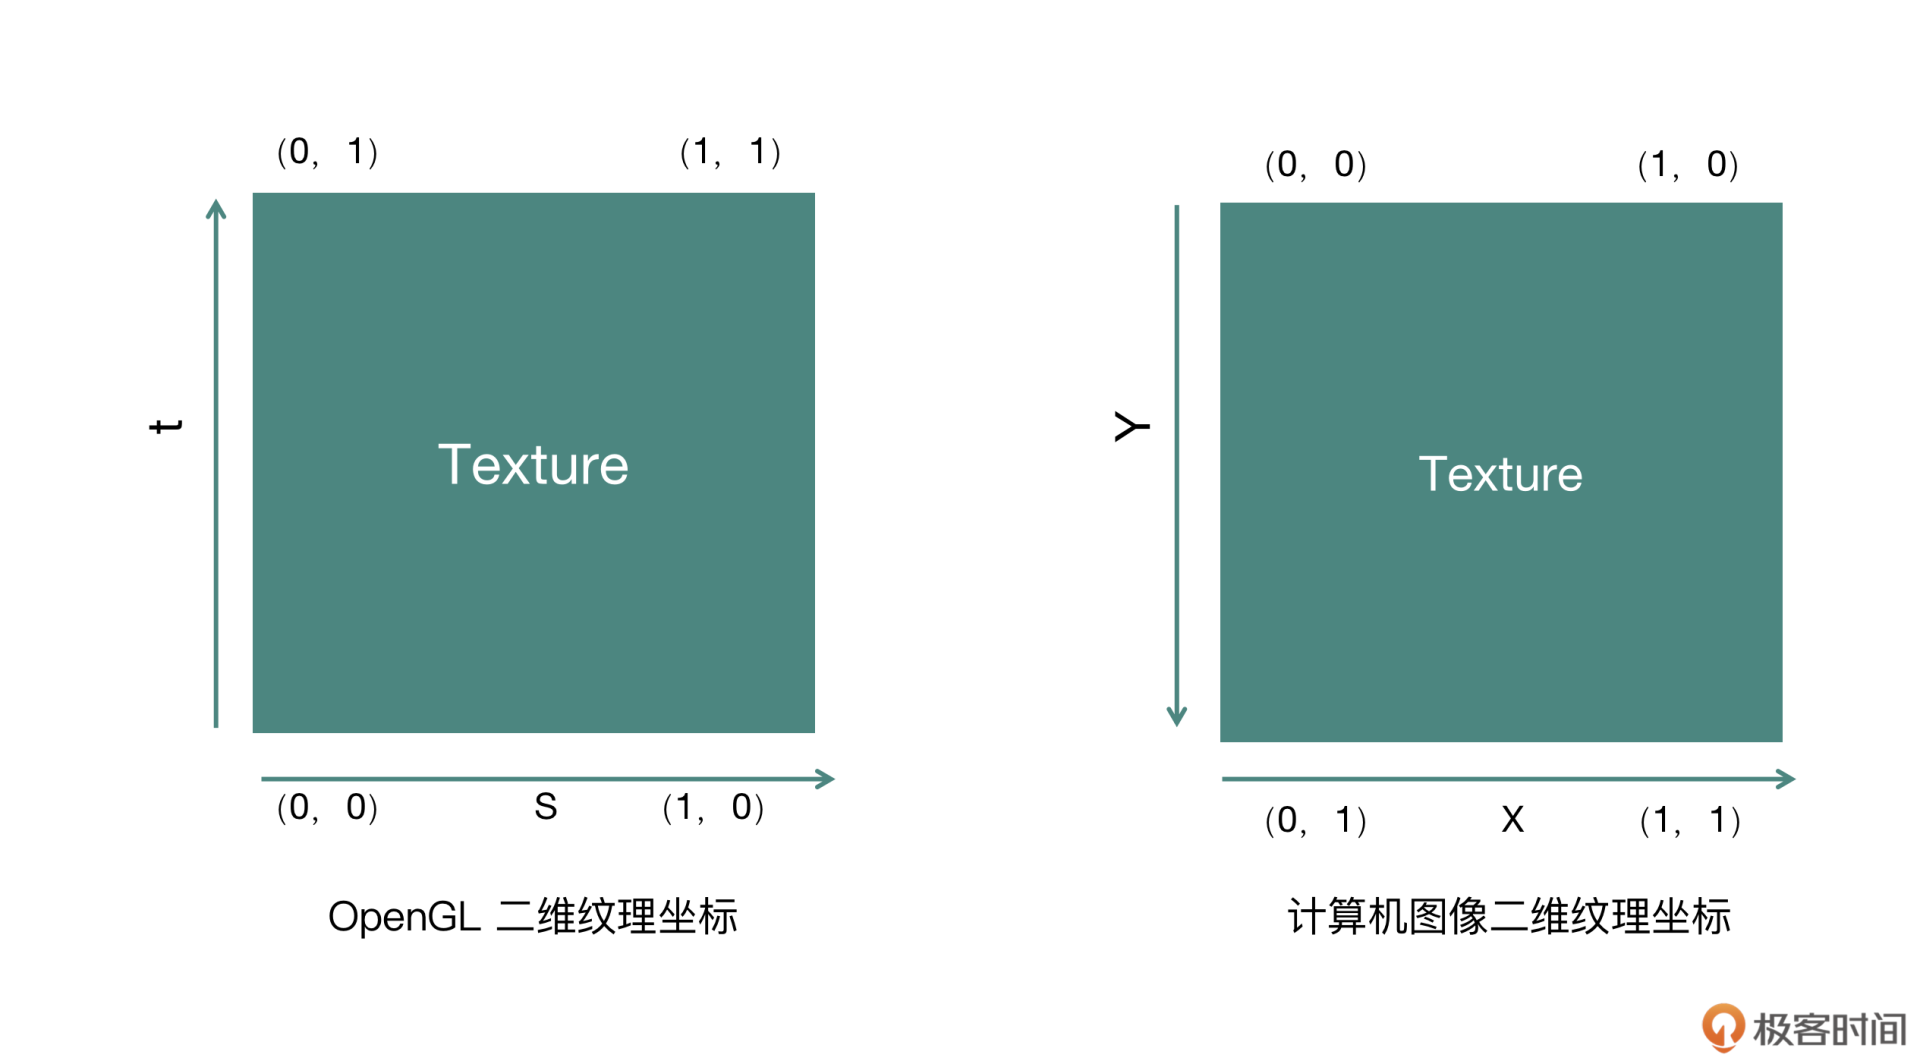 (0, 1) (1, 1)
t
Texture
(0, 0) S (1, 0)
OpenGL 二维纹理坐标
(0, 0) (1, 0)
Y
Texture
(0, 1) X (1, 1)
计算机图像二维纹理坐标
极客时间